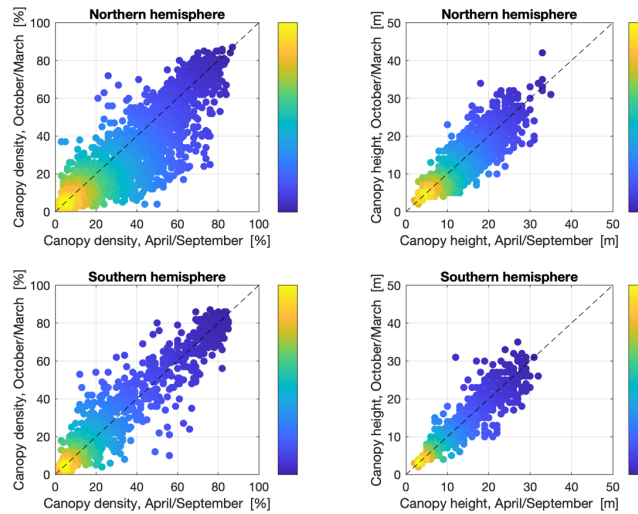 Northern hemisphere
Canopy density, October/March [%]
100
80
60
40
20
0
0 20 40 60 80 100
Canopy density, April/September [%]
Northern hemisphere
Canopy height, October/March [m]
50
40
30
20
10
0
0 10 20 30 40 50
Canopy height, April/September [m]
Southern hemisphere
Canopy density, October/March [%]
100
80
60
40
20
0
0 20 40 60 80 100
Canopy density, April/September [%]
Southern hemisphere
Canopy height, October/March [m]
50
40
30
20
10
0
0 10 20 30 40 50
Canopy height, April/September [m]